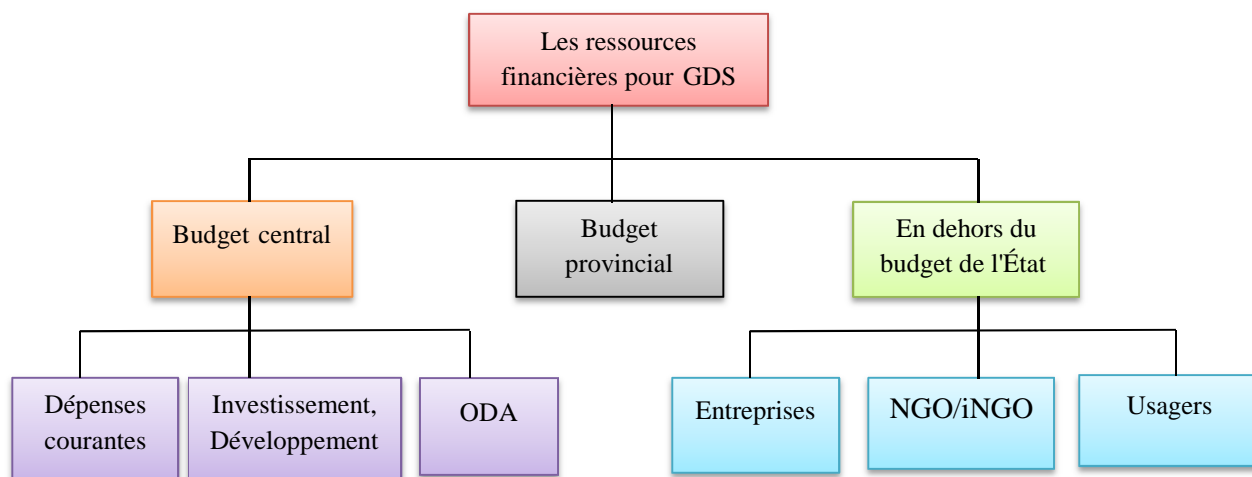 Les ressources
financières pour GDS
Budget central
Budget
provincial
En dehors du
budget de l'État
Dépenses
courantes
Investissement,
Développement
ODA
Entreprises
NGO/iNGO
Usagers